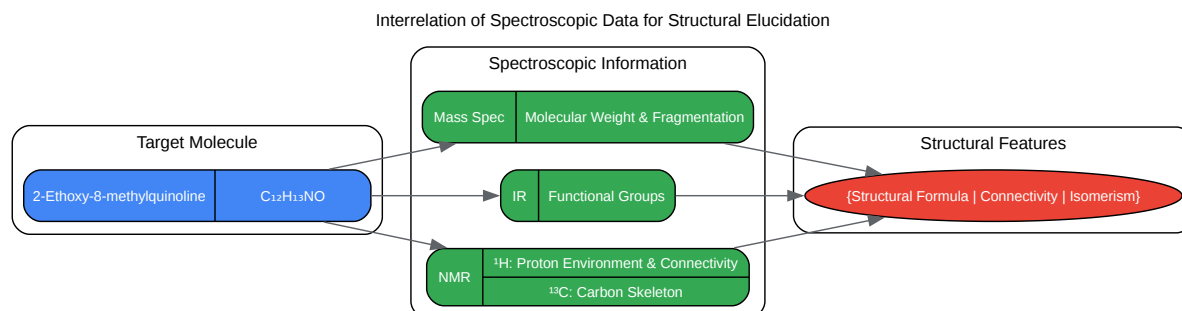 Interrelation of Spectroscopic Data for Structural Elucidation
Target Molecule
2-Ethoxy-8-methylquinoline
C₁₂H₁₃NO
Spectroscopic Information
Mass Spec
Molecular Weight & Fragmentation
IR
Functional Groups
NMR
¹H: Proton Environment & Connectivity
¹³C: Carbon Skeleton
Structural Features
{Structural Formula | Connectivity | Isomerism}